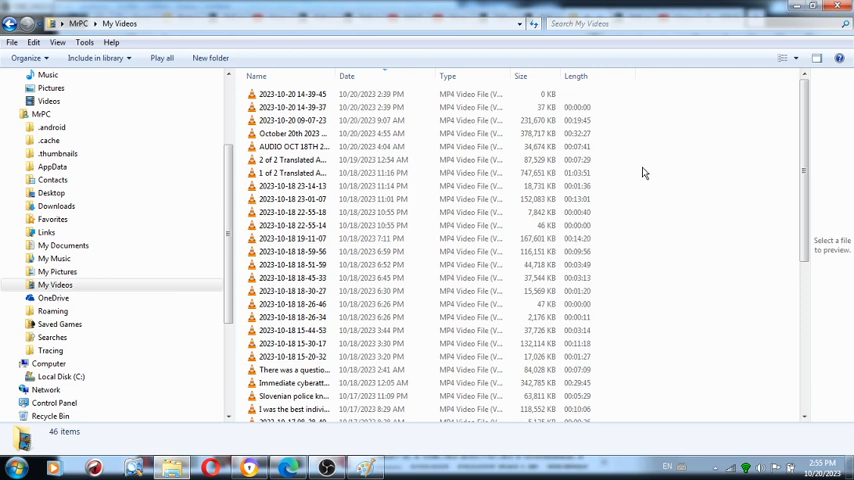 MrPC ▸ My Videos
Search My Videos
File Edit View Tools Help
Organize Include in library Play all New folder
Name Date Type Size Length
Music
Pictures
Videos
MrPC
.android
.cache
.thumbnails
AppData
Contacts
Desktop
Downloads
Favorites
Links
My Documents
My Music
My Pictures
My Videos
OneDrive
Roaming
Saved Games
Searches
Tracing
Computer
Local Disk (C:)
Network
Control Panel
Recycle Bin
2023-10-20 14-39-45 10/20/2023 2:39 PM MP4 Video File (V... 0 KB
2023-10-20 14-39-37 10/20/2023 2:39 PM MP4 Video File (V... 37 KB 00:00:00
2023-10-20 09-07-23 10/20/2023 9:07 AM MP4 Video File (V... 231,670 KB 00:19:45
October 20th 2023 ... 10/20/2023 4:55 AM MP4 Video File (V... 378,717 KB 00:32:27
AUDIO OCT 18TH 2... 10/20/2023 4:04 AM MP4 Video File (V... 34,674 KB 00:07:41
2 of 2 Translated A... 10/19/2023 12:54 AM MP4 Video File (V... 87,529 KB 00:07:29
1 of 2 Translated A... 10/18/2023 11:16 PM MP4 Video File (V... 747,651 KB 01:03:51
2023-10-18 23-14-13 10/18/2023 11:14 PM MP4 Video File (V... 18,731 KB 00:01:36
2023-10-18 23-01-07 10/18/2023 11:01 PM MP4 Video File (V... 152,083 KB 00:13:01
2023-10-18 22-55-18 10/18/2023 10:55 PM MP4 Video File (V... 7,842 KB 00:00:40
2023-10-18 22-55-14 10/18/2023 10:55 PM MP4 Video File (V... 46 KB 00:00:00
2023-10-18 19-11-07 10/18/2023 7:11 PM MP4 Video File (V... 167,601 KB 00:14:20
2023-10-18 18-59-56 10/18/2023 6:59 PM MP4 Video File (V... 116,151 KB 00:09:56
2023-10-18 18-51-59 10/18/2023 6:52 PM MP4 Video File (V... 44,718 KB 00:03:49
2023-10-18 18-45-33 10/18/2023 6:45 PM MP4 Video File (V... 37,544 KB 00:03:13
2023-10-18 18-30-27 10/18/2023 6:31 PM MP4 Video File (V... 15,569 KB 00:01:20
2023-10-18 18-26-46 10/18/2023 6:26 PM MP4 Video File (V... 47 KB 00:00:00
2023-10-18 18-26-34 10/18/2023 6:26 PM MP4 Video File (V... 2,176 KB 00:00:11
2023-10-18 15-44-53 10/18/2023 3:44 PM MP4 Video File (V... 37,726 KB 00:03:14
2023-10-18 15-30-17 10/18/2023 3:30 PM MP4 Video File (V... 132,114 KB 00:11:18
2023-10-18 15-20-32 10/18/2023 3:20 PM MP4 Video File (V... 17,026 KB 00:01:27
There was a questio... 10/18/2023 2:41 AM MP4 Video File (V... 84,028 KB 00:07:09
Immediate cyberatt... 10/18/2023 12:05 AM MP4 Video File (V... 342,785 KB 00:29:45
Slovenian police kn... 10/17/2023 11:09 PM MP4 Video File (V... 63,811 KB 00:05:29
I was the best indivi... 10/17/2023 8:29 AM MP4 Video File (V... 118,552 KB 00:10:06
Select a file
to preview.
46 items
EN
2:55 PM
10/20/2023